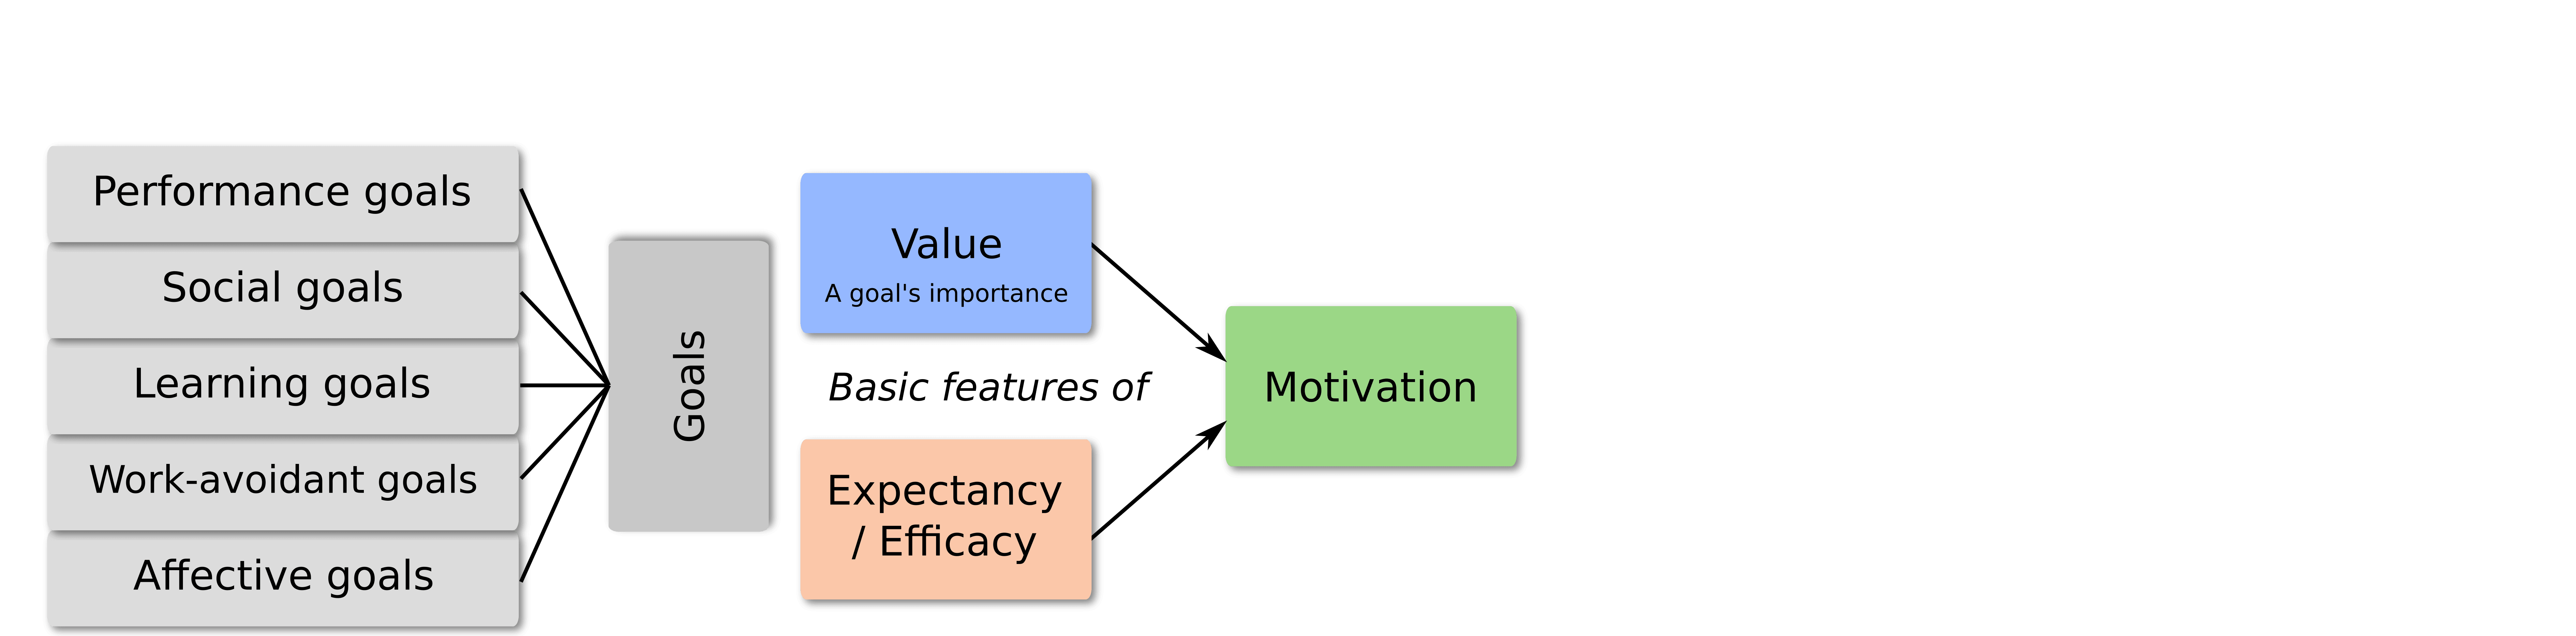 Performance goals
Social goals
Learning goals
Work-avoidant goals
Affective goals
Goals
Value
A goal's importance
Basic features of
Expectancy
/ Efficacy
Motivation